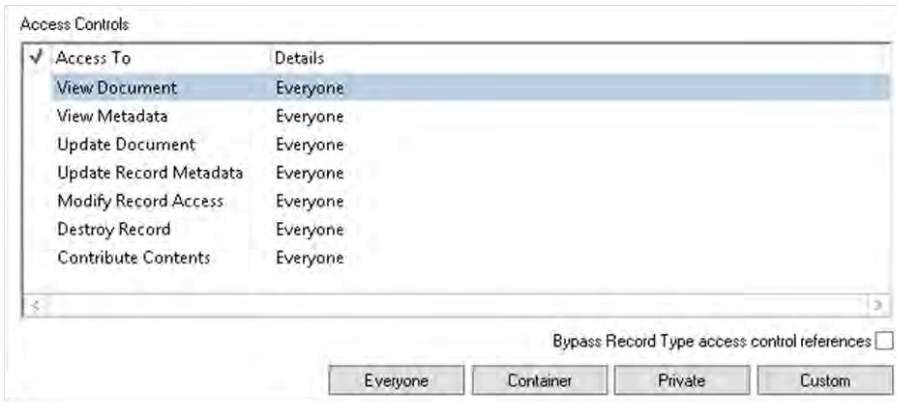 Access Controls
✓ Access To Details
View Document Everyone
View Metadata Everyone
Update Document Everyone
Update Record Metadata Everyone
Modify Record Access Everyone
Destroy Record Everyone
Contribute Contents Everyone
Bypass Record Type access control references
Everyone Container Private Custom